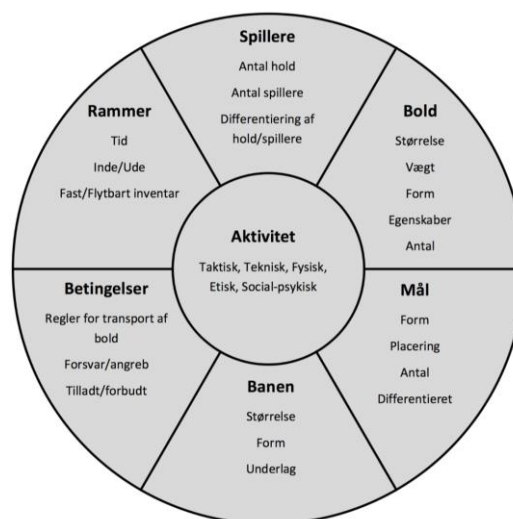 Spillere
Antal hold
Antal spillere
Differentiering af
hold/spillere
Bold
Størrelse
Vægt
Form
Egenskaber
Antal
Mål
Form
Placering
Antal
Differentieret
Banen
Størrelse
Form
Underlag
Betingelser
Regler for transport af
bold
Forsvar/angreb
Tilladt/forbudt
Rammer
Tid
Inde/Ude
Fast/Flytbart inventar
Aktivitet
Taktisk, Teknisk, Fysisk,
Etisk, Social-psykisk